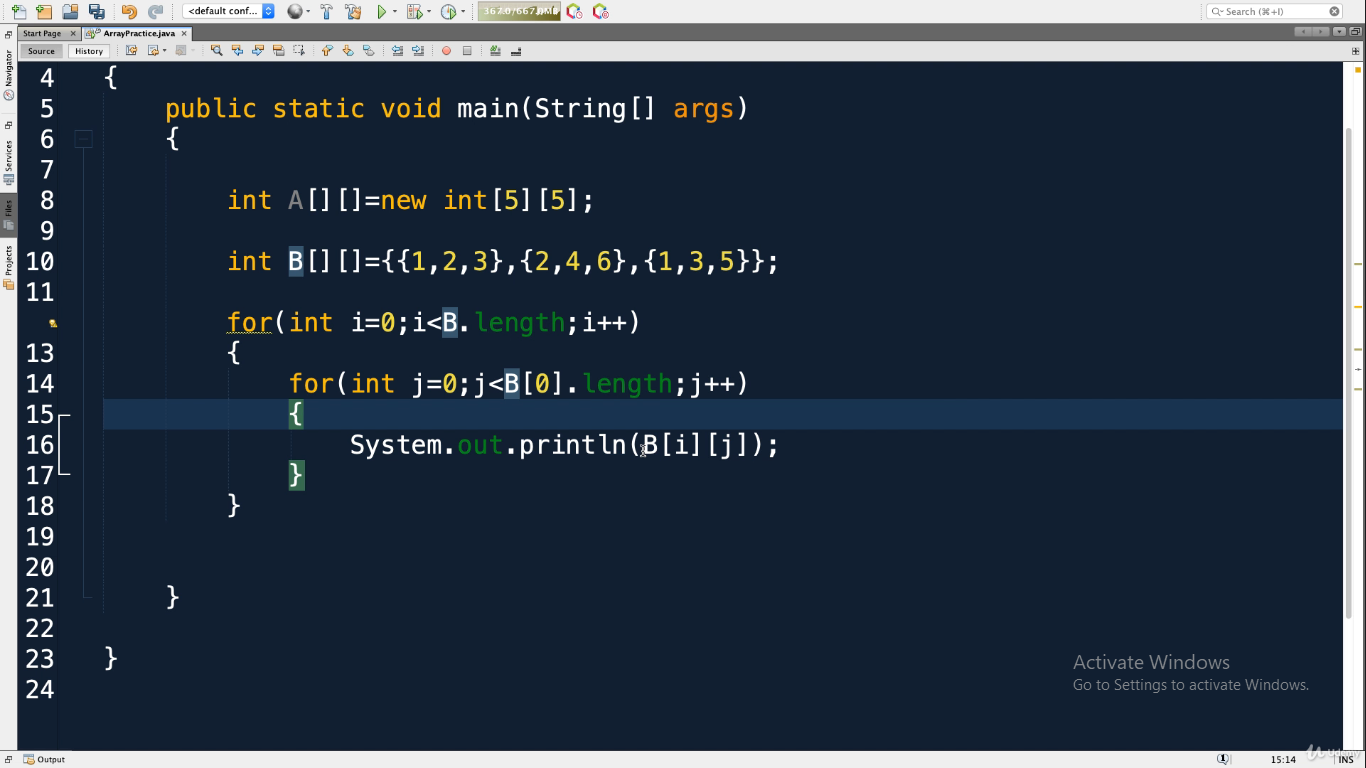 <default conf...
367.0/667.0MB
Search (⌘+I)
Start Page
ArrayPractice.java
Source
History
Navigator
Services
Files
Projects
4 {
5 public static void main(String[] args)
6 {
7
8 int A[][]=new int[5][5];
9
10 int B[][]={{1,2,3},{2,4,6},{1,3,5}};
11
for(int i=0;i<B.length;i++)
13 {
14 for(int j=0;j<B[0].length;j++)
15 {
16 System.out.println(B[i][j]);
17 }
18 }
19
20
21 }
22
23 }
24
Activate Windows
Go to Settings to activate Windows.
Output
1
15:14
INS
Udemy